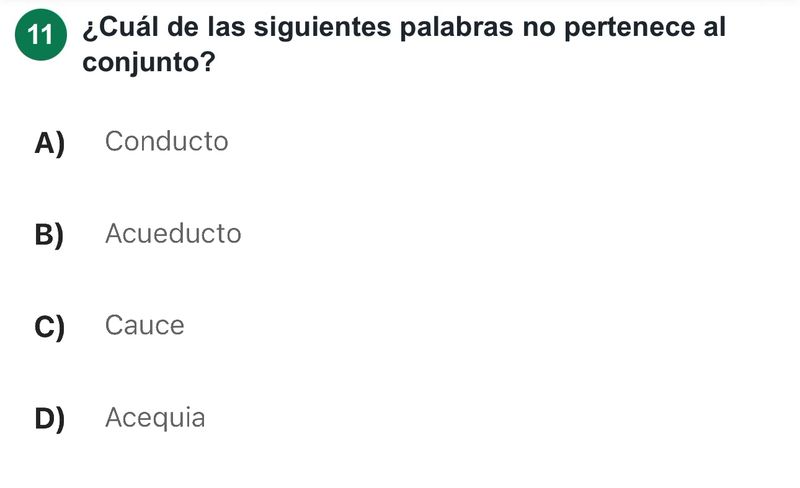 11 ¿Cuál de las siguientes palabras no pertenece al
conjunto?
A) Conducto
B) Acueducto
C) Cauce
D) Acequia